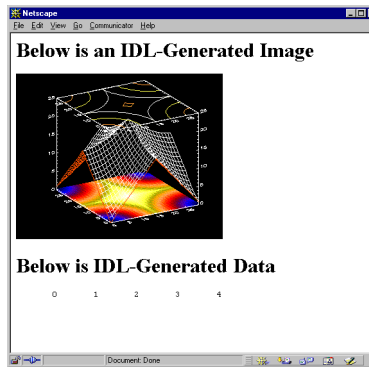 Netscape
File Edit View Go Communicator Help
Below is an IDL-Generated Image
Below is IDL-Generated Data
0 1 2 3 4
Document: Done